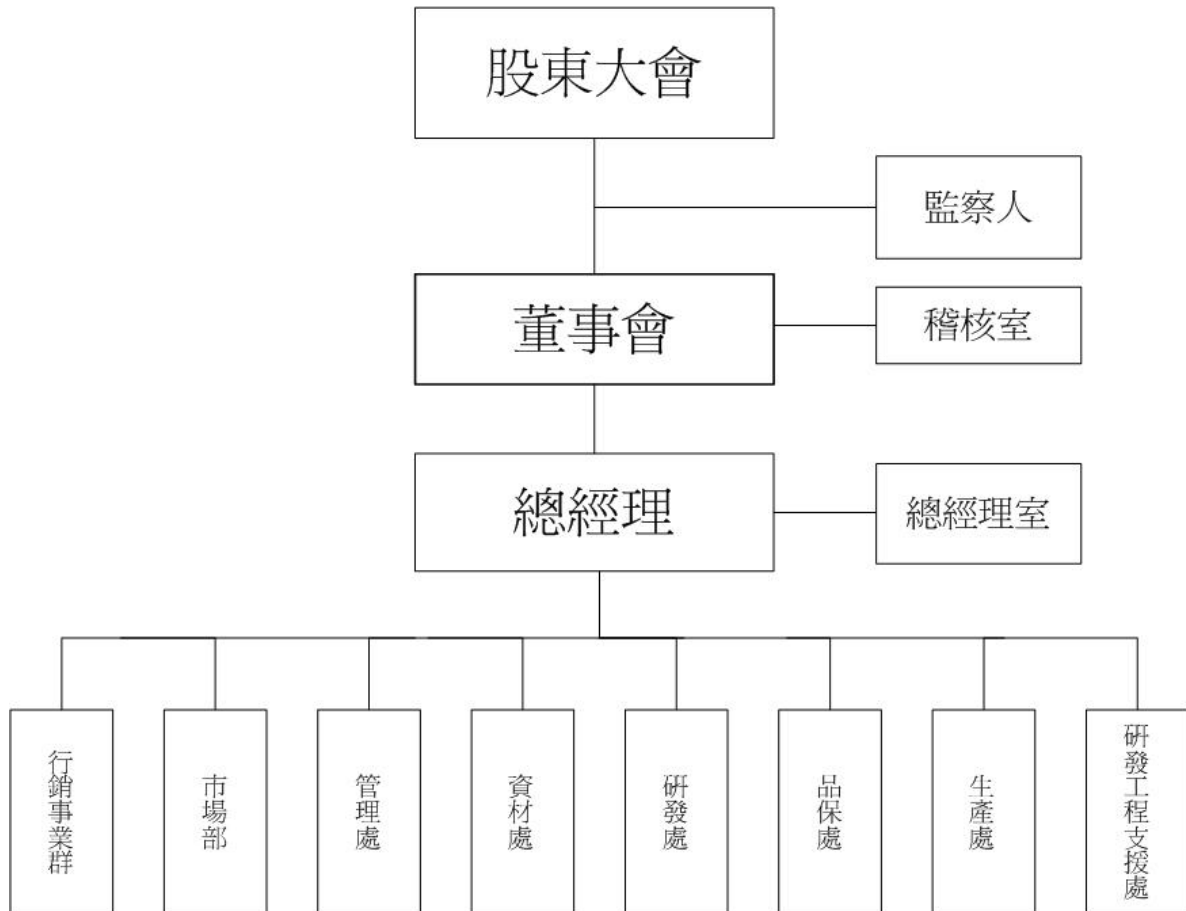 股東大會
監察人
董事會
稽核室
總經理
總經理室
行銷事業群
市場部
管理處
資材處
研發處
品保處
生產處
研發工程支援處